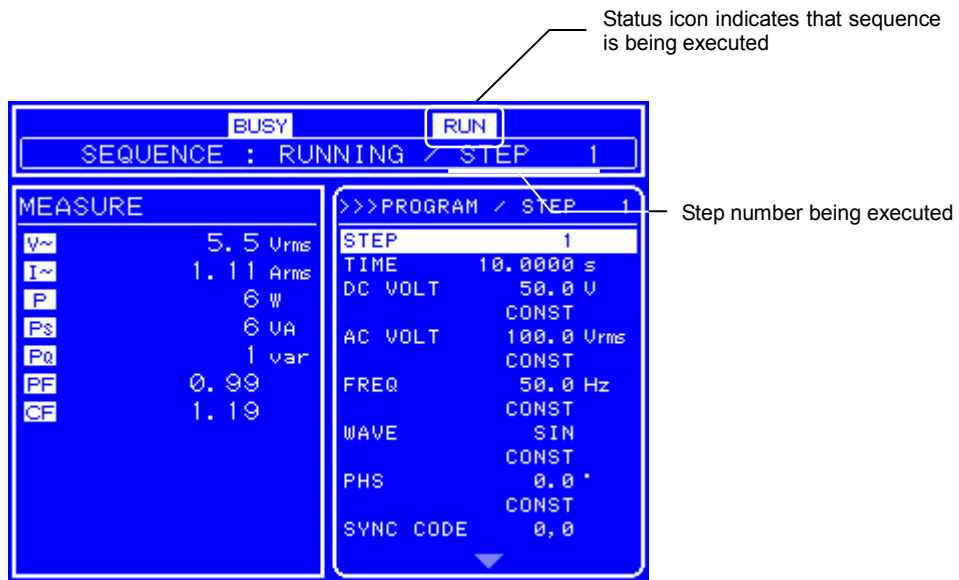 Status icon indicates that sequence
is being executed
BUSY RUN
SEQUENCE : RUNNING / STEP 1
MEASURE
V~ 5.5 Vrms
I~ 1.11 Arms
P 6 W
PS 6 VA
PQ 1 var
PF 0.99
CF 1.19
>>>PROGRAM / STEP 1
STEP 1
TIME 10.0000 s
DC VOLT 50.0 V
CONST
AC VOLT 100.0 Vrms
CONST
FREQ 50.0 Hz
CONST
WAVE SIN
CONST
PHS 0.0 °
CONST
SYNC CODE 0,0
Step number being executed